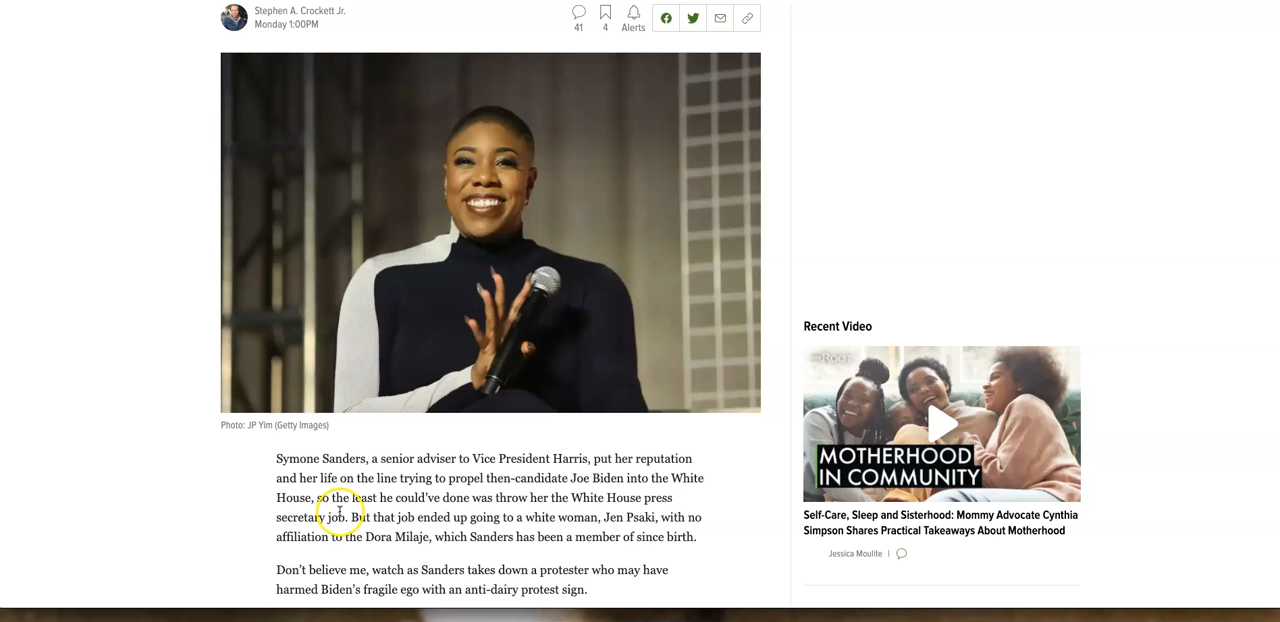 Stephen A. Crockett Jr.
Monday 1:00PM
41
4
Alerts
Photo: JP Yim (Getty Images)
Symone Sanders, a senior adviser to Vice President Harris, put her reputation
and her life on the line trying to propel then-candidate Joe Biden into the White
House, so the least he could've done was throw her the White House press
secretary job. But that job ended up going to a white woman, Jen Psaki, with no
affiliation to the Dora Milaje, which Sanders has been a member of since birth.
Don't believe me, watch as Sanders takes down a protester who may have
harmed Biden's fragile ego with an anti-dairy protest sign.
Recent Video
The Root
MOTHERHOOD
IN COMMUNITY
Self-Care, Sleep and Sisterhood: Mommy Advocate Cynthia
Simpson Shares Practical Takeaways About Motherhood
Jessica Moulite |